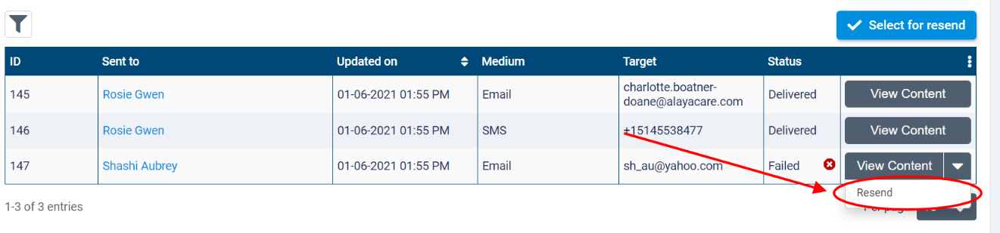 Select for resend
ID Sent to Updated on Medium Target Status
145 Rosie Gwen 01-06-2021 01:55 PM Email charlotte.boatner-
doane@alayacare.com Delivered View Content
146 Rosie Gwen 01-06-2021 01:55 PM SMS +15145538477 Delivered View Content
147 Shashi Aubrey 01-06-2021 01:55 PM Email sh_au@yahoo.com Failed View Content
Resend
1-3 of 3 entries